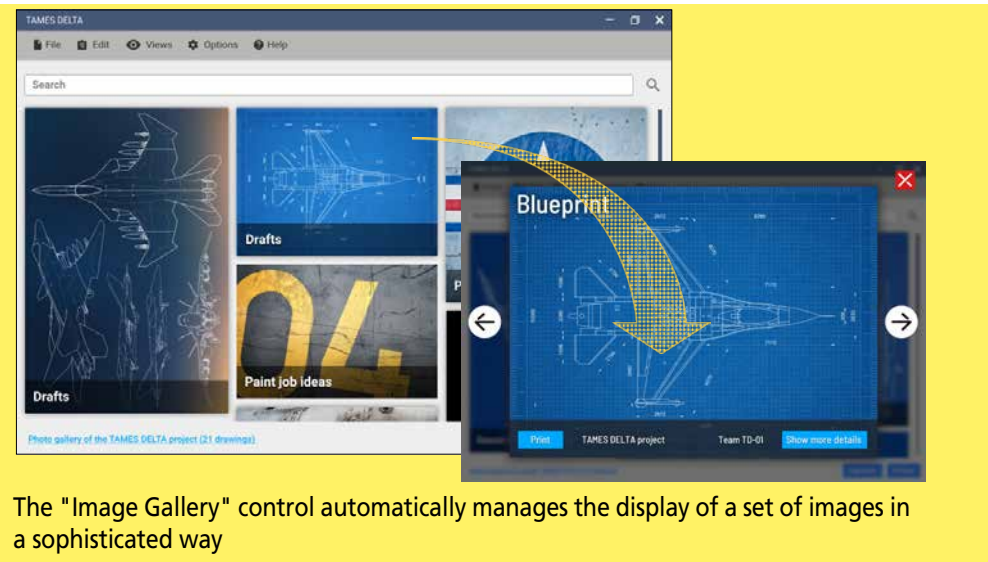 TAMES DELTA
File Edit Views Options Help
Search
Drafts
Drafts
04
Paint job ideas
P
Photo gallery of the TAMES DELTA project (21 drawings)
Blueprint
Print TAMES DELTA project Team TD-01 Show more details
The "Image Gallery" control automatically manages the display of a set of images in
a sophisticated way